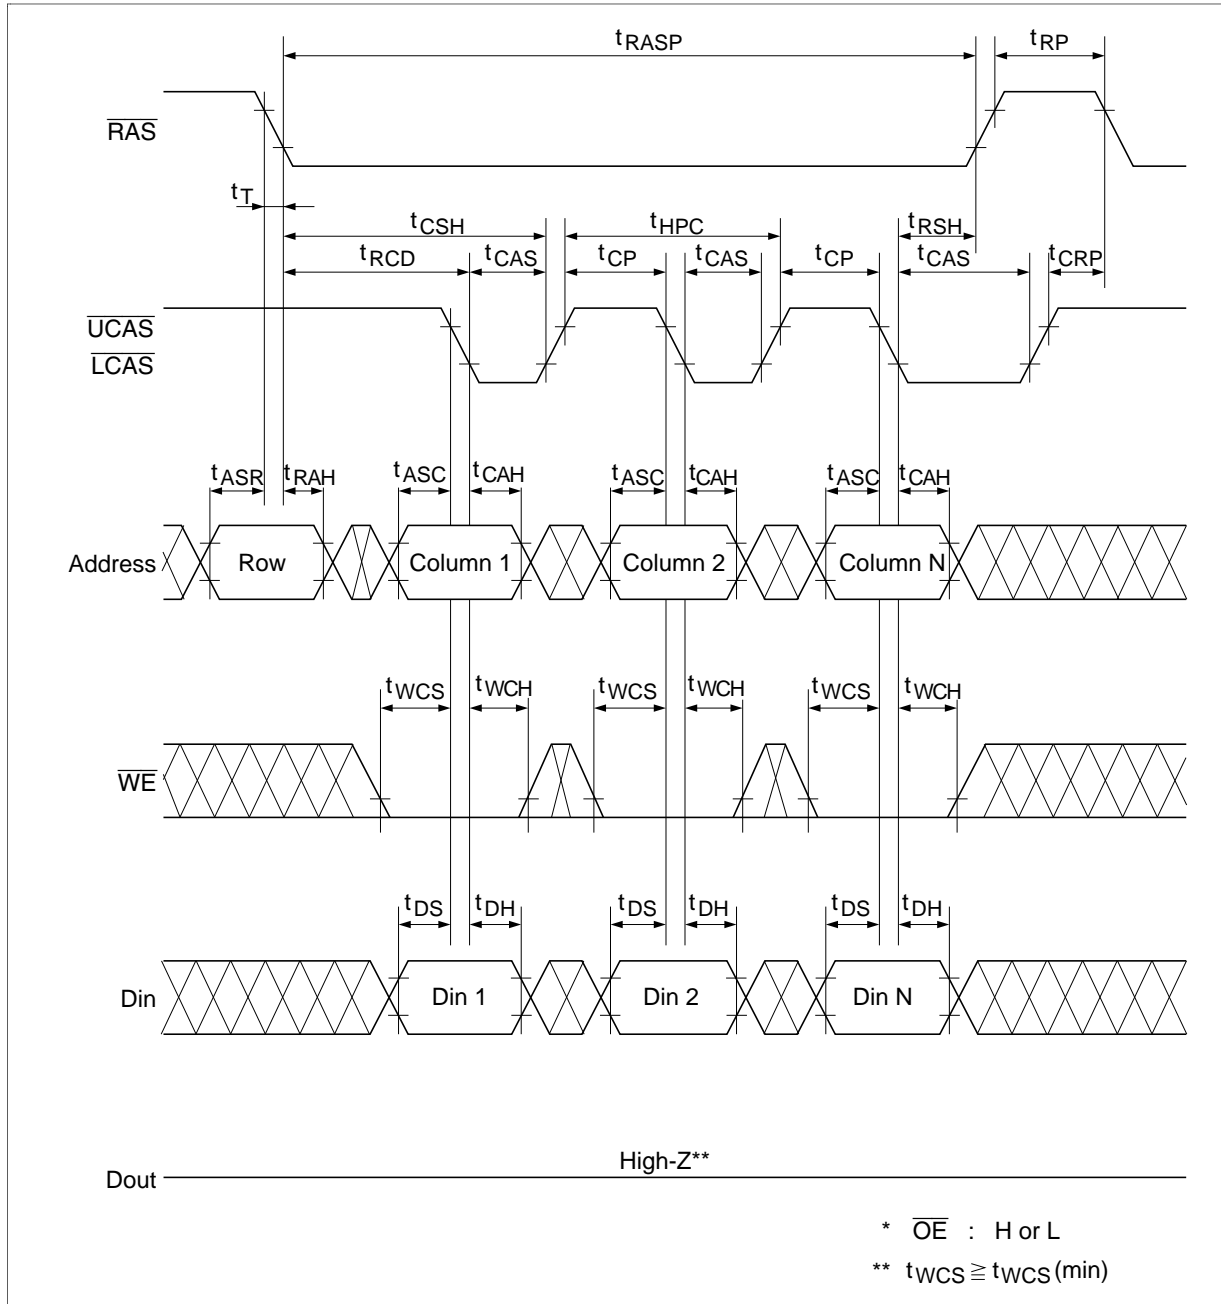 tRASP tRP
RAS
tT
tCSH tHPC tRSH
tRCD tCAS tCP tCAS tCP tCAS tCRP
UCAS
LCAS
tASR tRAH tASC tCAH tASC tCAH tASC tCAH
Address Row Column 1 Column 2 Column N
tWCS tWCH tWCS tWCH tWCS tWCH
WE
tDS tDH tDS tDH tDS tDH
Din Din 1 Din 2 Din N
High-Z**
Dout
* OE : H or L
** tWCS ≧ tWCS(min)